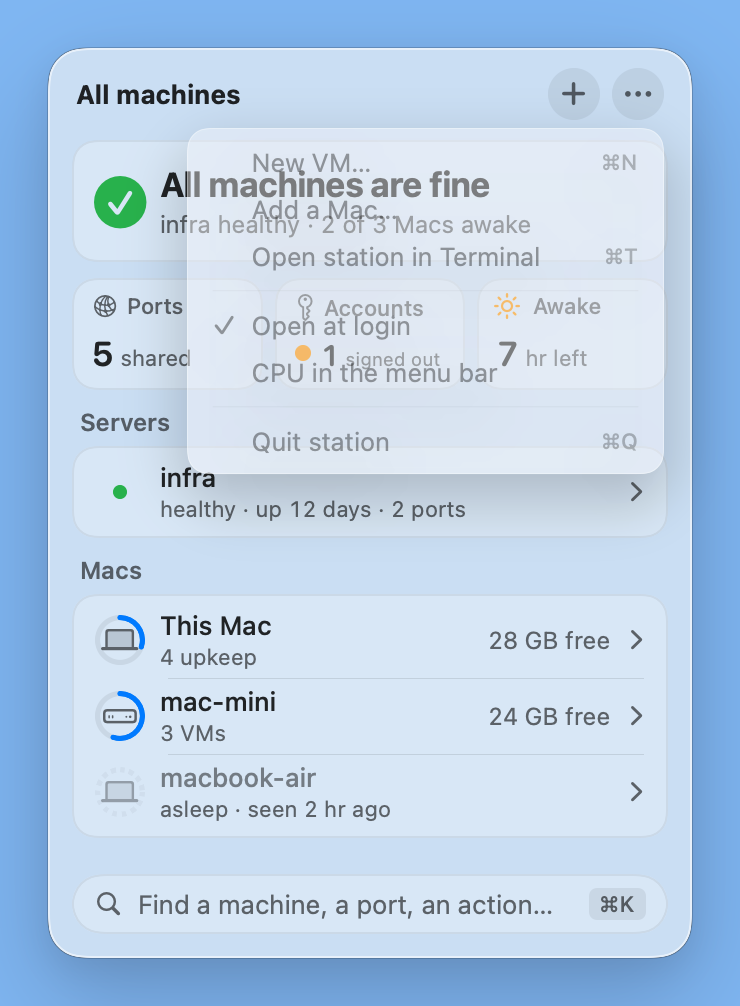 All machines
New VM...
⌘N
All machines are fine
Add a Mac...
infra healthy · 2 of 3 Macs awake
Open station in Terminal
⌘T
Ports
Accounts
Awake
Open at login
5 shared
1 signed out
7 hr left
CPU in the menu bar
Servers
Quit station
⌘Q
infra
healthy · up 12 days · 2 ports
Macs
This Mac
28 GB free
4 upkeep
mac-mini
24 GB free
3 VMs
macbook-air
asleep · seen 2 hr ago
Find a machine, a port, an action...
⌘K